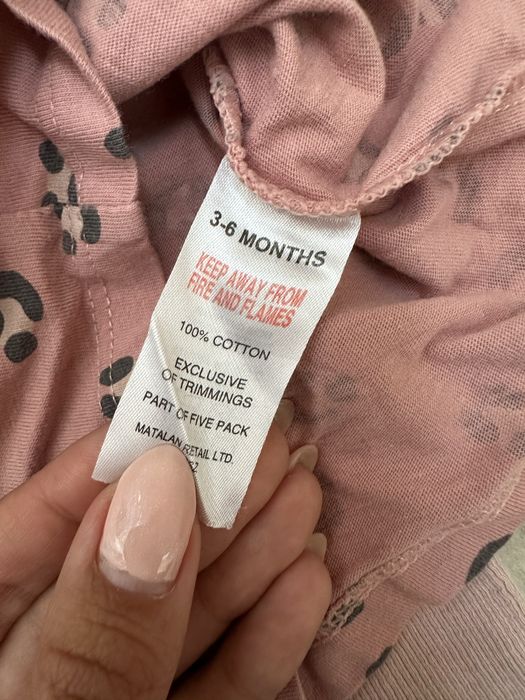 3-6 MONTHS
KEEP AWAY FROM
FIRE AND FLAMES
100% COTTON
EXCLUSIVE
OF TRIMMINGS
PART OF FIVE PACK
MATALAN RETAIL LTD.